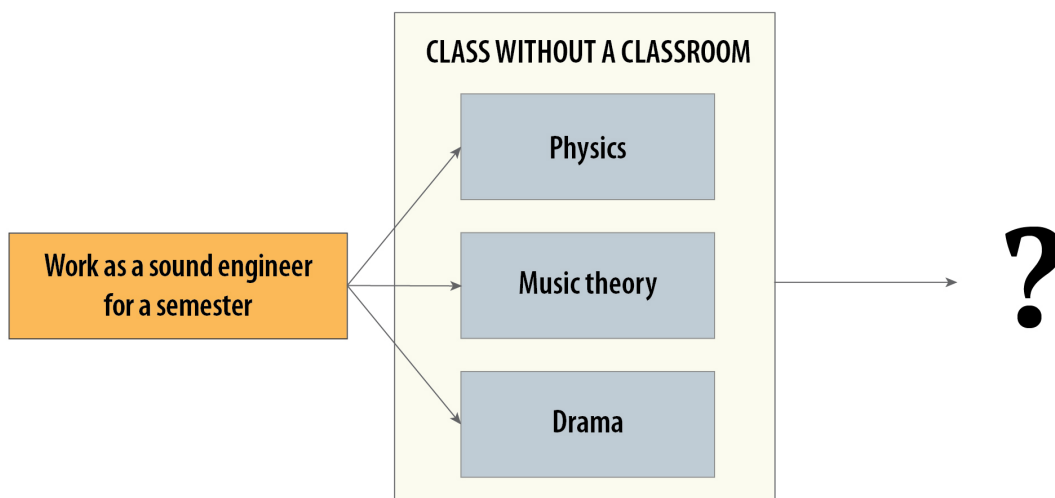 CLASS WITHOUT A CLASSROOM
Physics
Work as a sound engineer
for a semester
Music theory
Drama
?